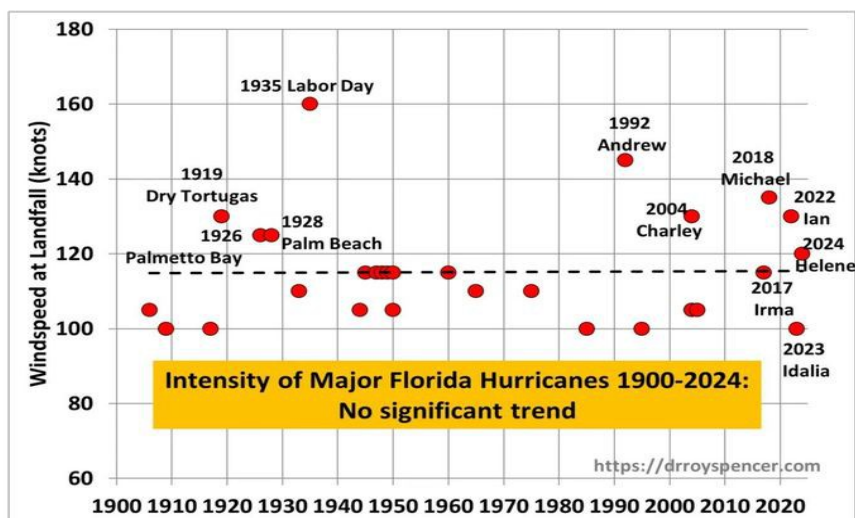 180
160
140
120
100
80
60
Windspeed at Landfall (knots)
1935 Labor Day
1919
Dry Tortugas
1926
Palmetto Bay
1928
Palm Beach
1992
Andrew
2004
Charley
2018
Michael
2022
Ian
2024
Helene
2017
Irma
2023
Idalia
Intensity of Major Florida Hurricanes 1900-2024:
No significant trend
https://drroyspencer.com
1900 1910 1920 1930 1940 1950 1960 1970 1980 1990 2000 2010 2020